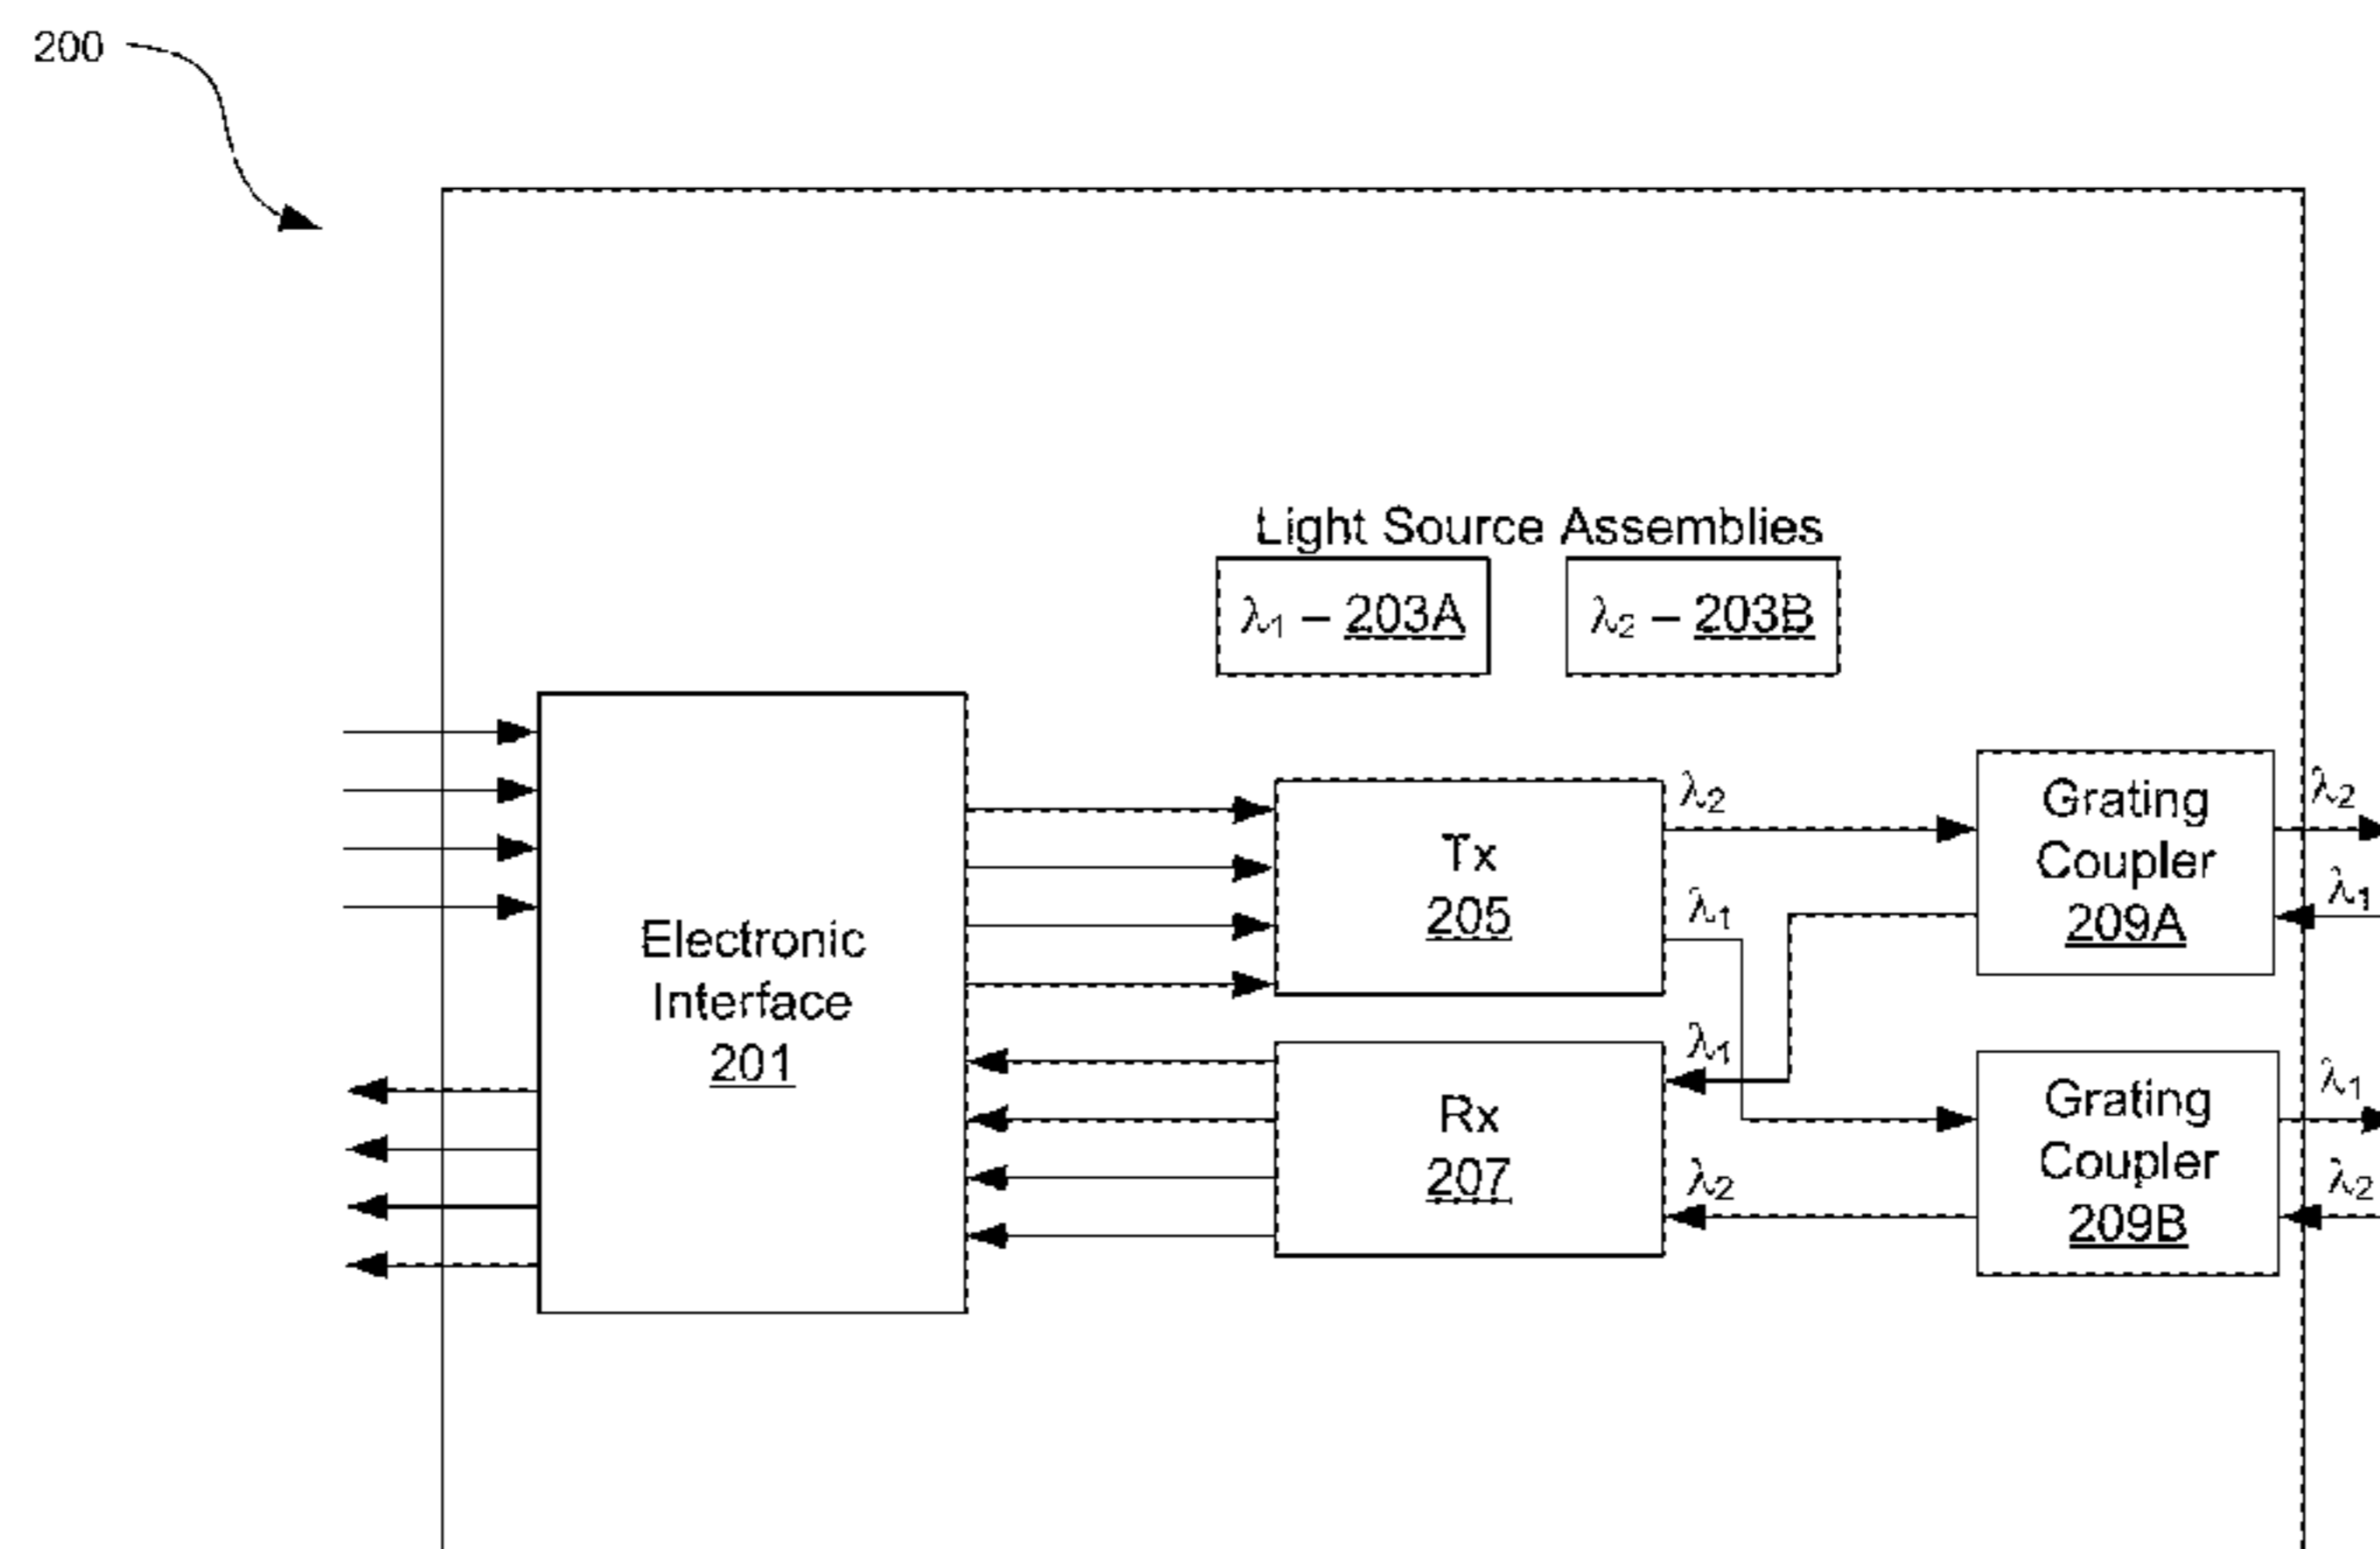 200
Light Source Assemblies
λ1 – 203A
λ2 – 203B
Electronic
Interface
201
Tx
205
Rx
207
λ2
λ1
λ1
λ2
Grating
Coupler
209A
Grating
Coupler
209B
λ2
λ1
λ1
λ2